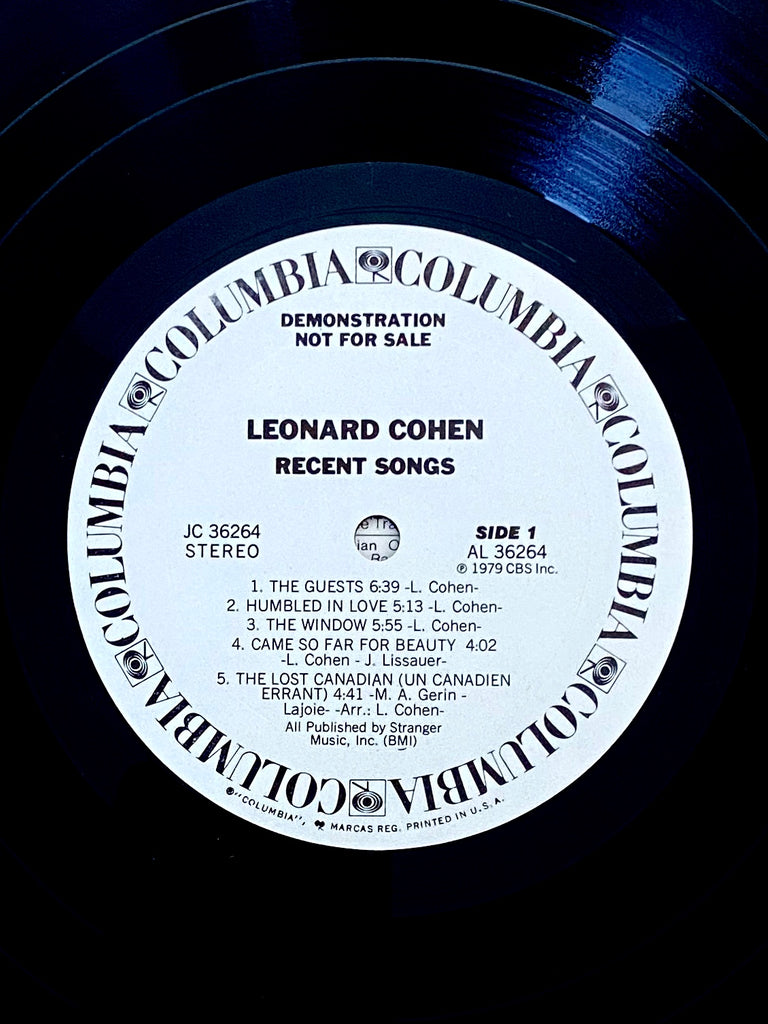 COLUMBIA COLUMBIA COLUMBIA COLUMBIA COLUMBIA COLUMBIA COLUMBIA COLUMBIA
DEMONSTRATION
NOT FOR SALE
LEONARD COHEN
RECENT SONGS
JC 36264
STEREO
SIDE 1
AL 36264
℗ 1979 CBS Inc.
1. THE GUESTS 6:39 -L. Cohen-
2. HUMBLED IN LOVE 5:13 -L. Cohen-
3. THE WINDOW 5:55 -L. Cohen-
4. CAME SO FAR FOR BEAUTY 4:02
-L. Cohen - J. Lissauer-
5. THE LOST CANADIAN (UN CANADIEN
ERRANT) 4:41 -M. A. Gerin -
Lajoie- -Arr.: L. Cohen-
All Published by Stranger
Music, Inc. (BMI)
®"COLUMBIA", MARCAS REG. PRINTED IN U.S.A.